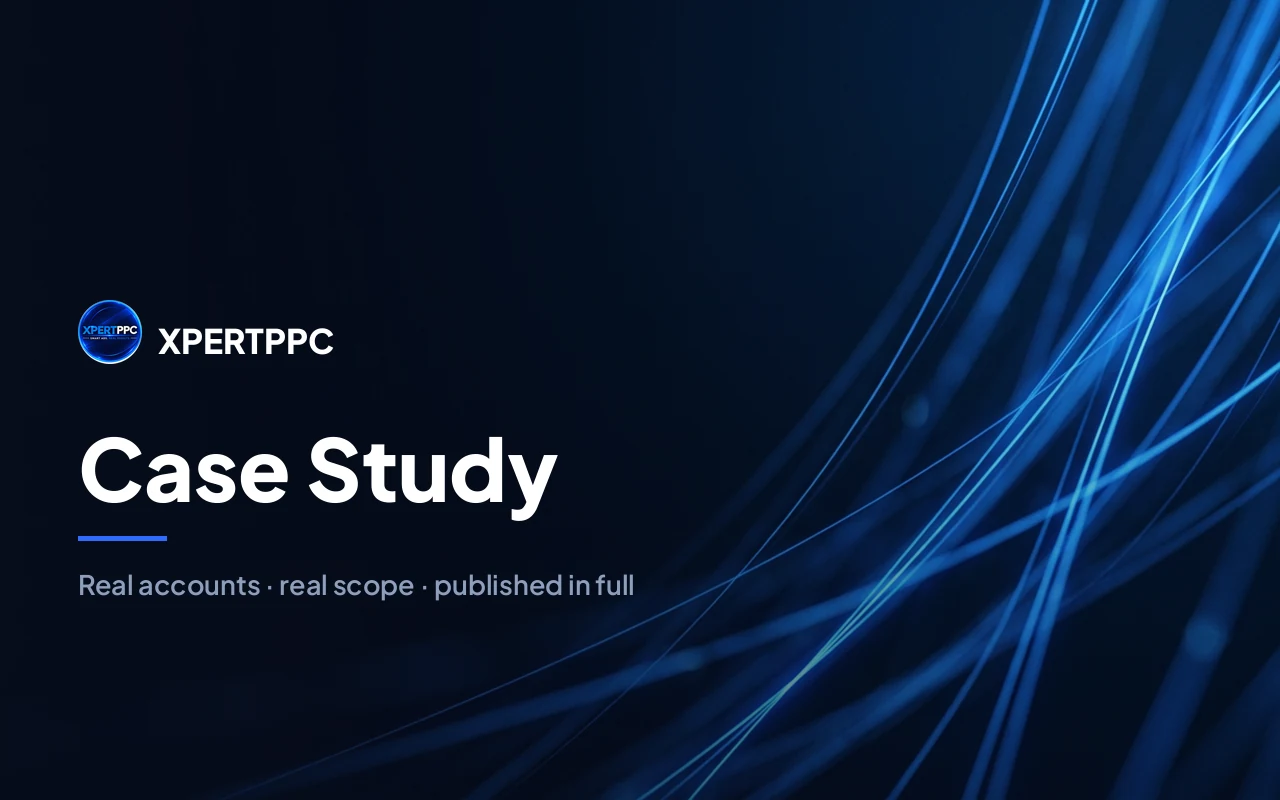 XPERTPPC
XPERTPPC
Case Study
Real accounts · real scope · published in full